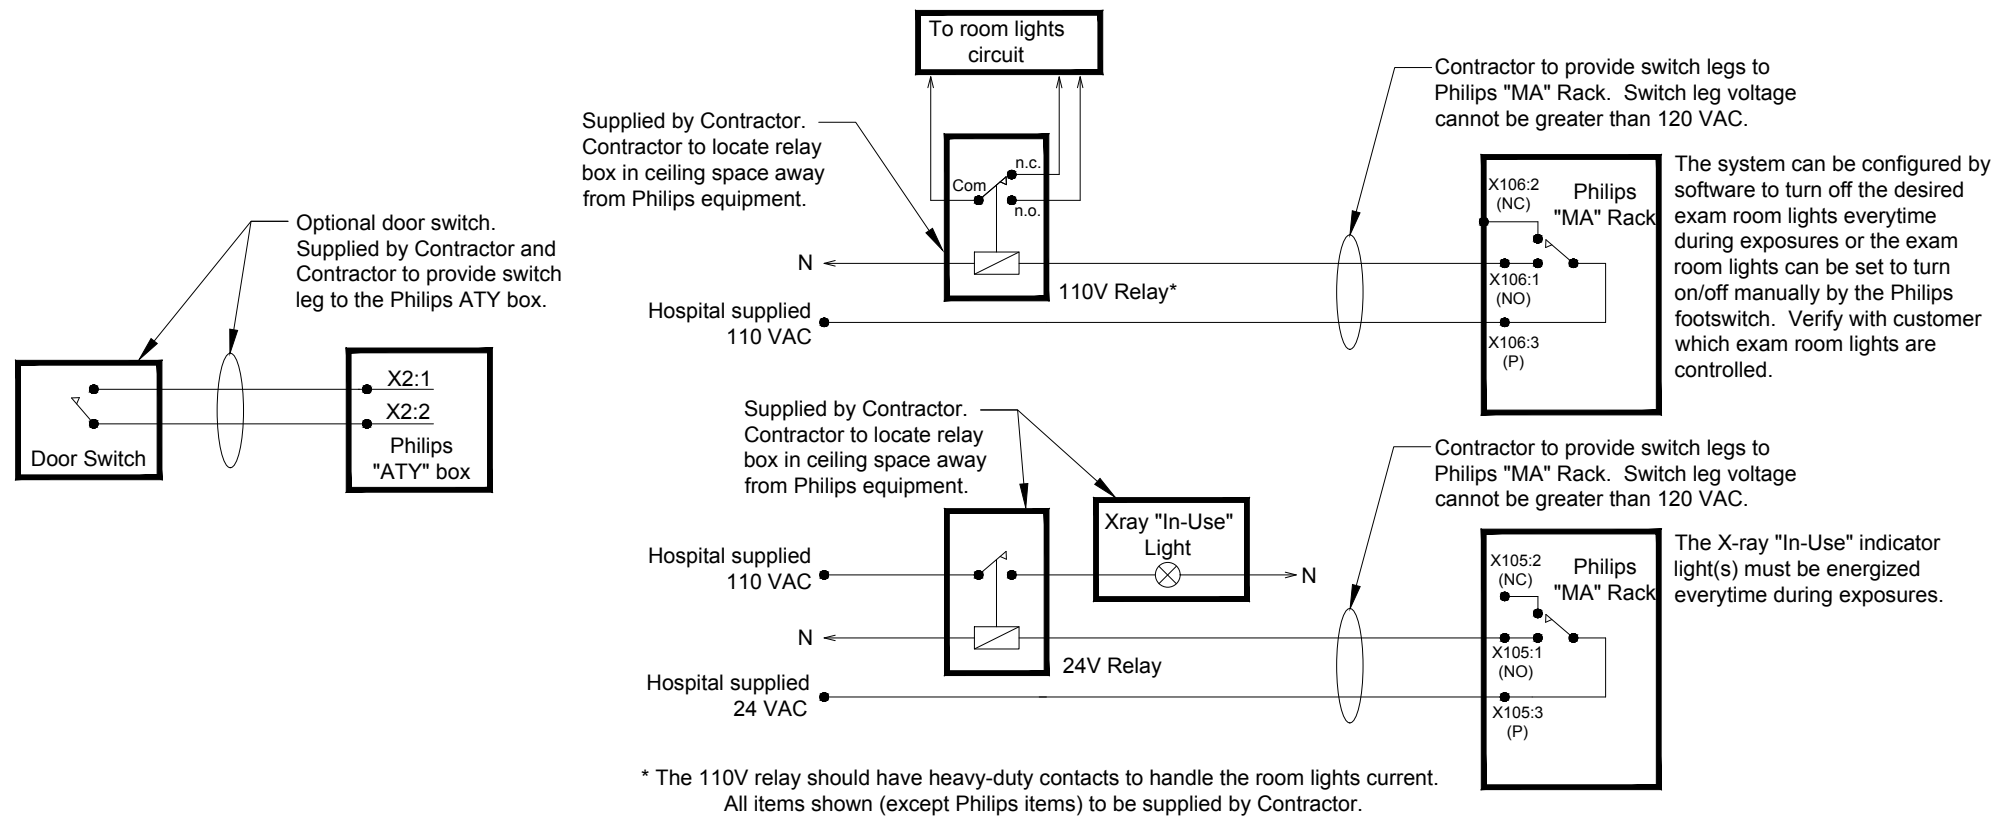 To room lights
circuit
Contractor to provide switch legs to
Philips "MA" Rack.  Switch leg voltage
cannot be greater than 120 VAC.
Supplied by Contractor.
Contractor to locate relay
box in ceiling space away
from Philips equipment.
n.c.
Com
n.o.
N
110V Relay*
Hospital supplied
110 VAC
X106:2
(NC)
Philips
"MA" Rack
X106:1
(NO)
X106:3
(P)
The system can be configured by
software to turn off the desired
exam room lights everytime
during exposures or the exam
room lights can be set to turn
on/off manually by the Philips
footswitch.  Verify with customer
which exam room lights are
controlled.
Optional door switch.
Supplied by Contractor and
Contractor to provide switch
leg to the Philips ATY box.
Door Switch
X2:1
X2:2
Philips
"ATY" box
Supplied by Contractor.
Contractor to locate relay
box in ceiling space away
from Philips equipment.
Xray "In-Use"
Light
Hospital supplied
110 VAC
N
N
24V Relay
Hospital supplied
24 VAC
Contractor to provide switch legs to
Philips "MA" Rack.  Switch leg voltage
cannot be greater than 120 VAC.
X105:2
(NC)
Philips
"MA" Rack
X105:1
(NO)
X105:3
(P)
The X-ray "In-Use" indicator
light(s) must be energized
everytime during exposures.
* The 110V relay should have heavy-duty contacts to handle the room lights current.
All items shown (except Philips items) to be supplied by Contractor.